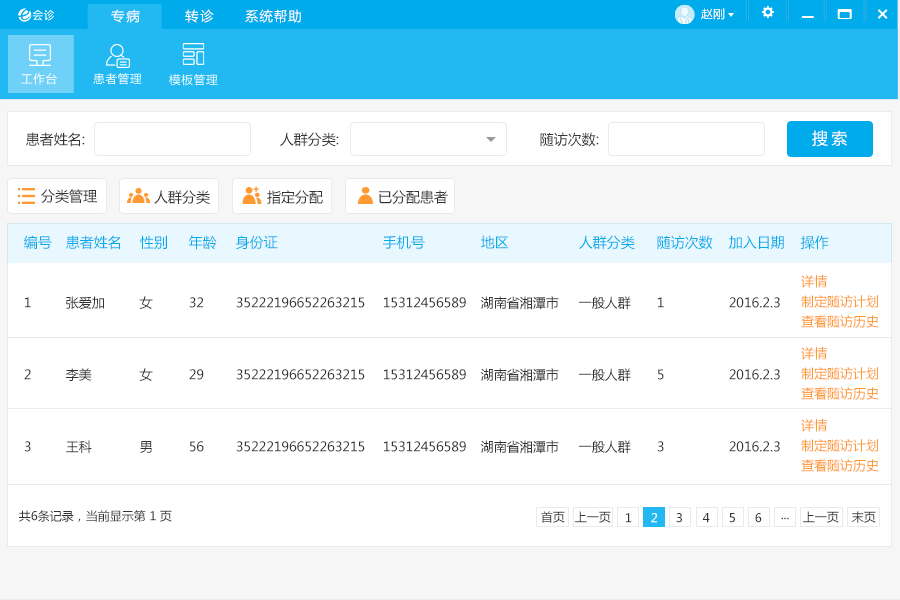 e会诊 专病 转诊 系统帮助 赵刚
工作台 患者管理 模板管理
患者姓名: 人群分类: 随访次数: 搜索
分类管理 人群分类 指定分配 已分配患者
编号 患者姓名 性别 年龄 身份证 手机号 地区 人群分类 随访次数 加入日期 操作
详情
1 张爱加 女 32 35222196652263215 15312456589 湖南省湘潭市 一般人群 1 2016.2.3 制定随访计划
查看随访历史
详情
2 李美 女 29 35222196652263215 15312456589 湖南省湘潭市 一般人群 5 2016.2.3 制定随访计划
查看随访历史
详情
3 王科 男 56 35222196652263215 15312456589 湖南省湘潭市 一般人群 3 2016.2.3 制定随访计划
查看随访历史
共6条记录，当前显示第 1 页 首页 上一页 1 2 3 4 5 6 ... 上一页 末页